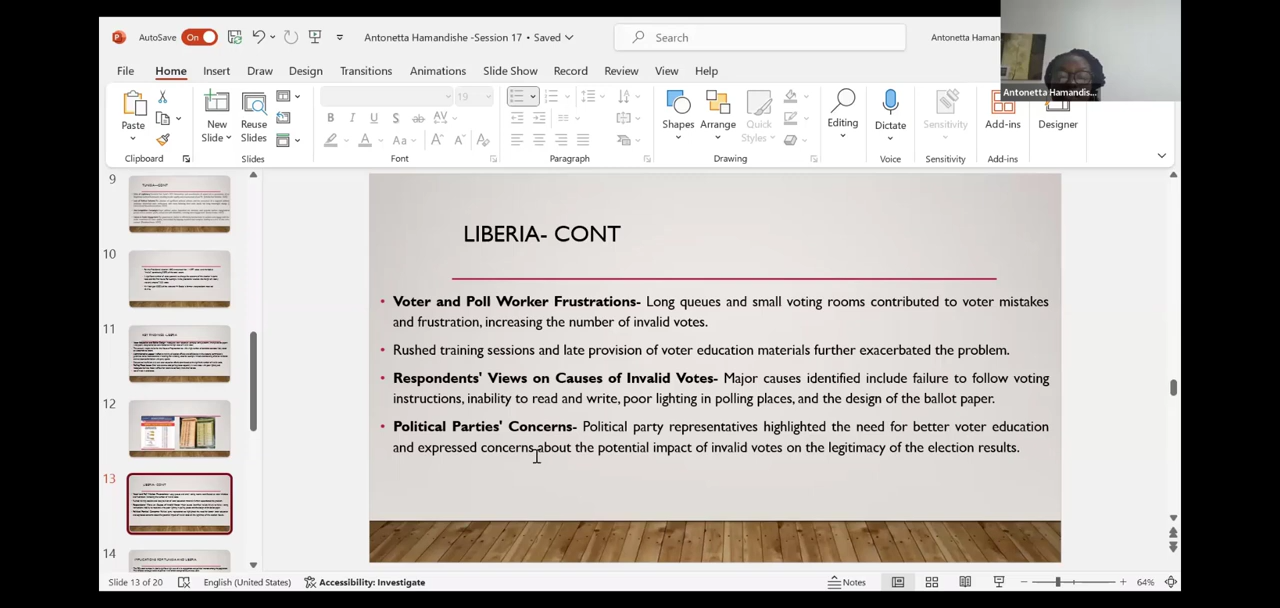 AutoSave On Antonetta Hamandishe -Session 17 • Saved Search Antonetta Haman
Antonetta Hamandis...
File Home Insert Draw Design Transitions Animations Slide Show Record Review View Help
19
Paste New Slide Reuse Slides Shapes Arrange Quick Styles Editing Dictate Sensitivity Add-ins Designer
Clipboard Slides Font Paragraph Drawing Voice Sensitivity Add-ins
9
10
11
12
13
LIBERIA- CONT
14
LIBERIA- CONT
• Voter and Poll Worker Frustrations- Long queues and small voting rooms contributed to voter mistakes
and frustration, increasing the number of invalid votes.
• Rushed training sessions and late provision of voter education materials further exacerbated the problem.
• Respondents' Views on Causes of Invalid Votes- Major causes identified include failure to follow voting
instructions, inability to read and write, poor lighting in polling places, and the design of the ballot paper.
• Political Parties' Concerns- Political party representatives highlighted the need for better voter education
and expressed concerns about the potential impact of invalid votes on the legitimacy of the election results.
Slide 13 of 20 English (United States) Accessibility: Investigate Notes 64%